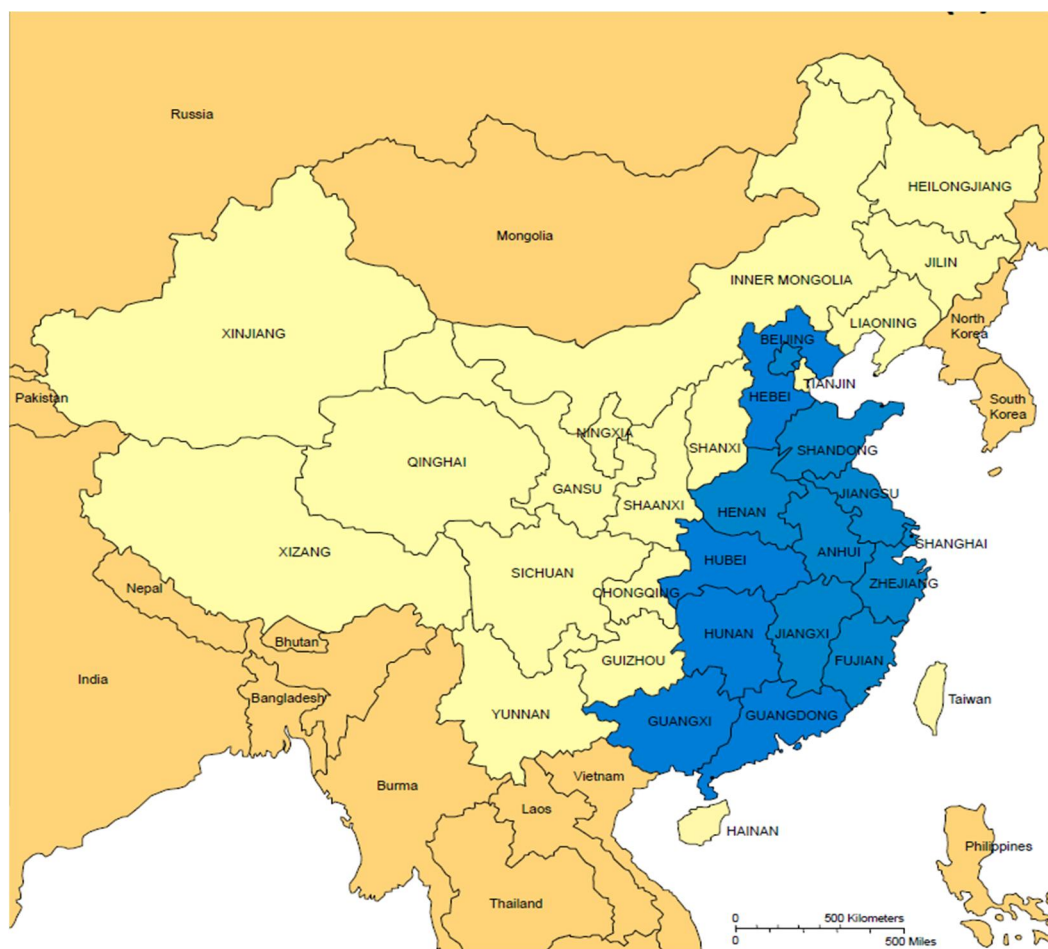 Russia
HEILONGJIANG
Mongolia
JILIN
INNER MONGOLIA
XINJIANG
LIAONING
North
Korea
BEIJING
TIANJIN
Pakistan
HEBEI
South
Korea
NINGXIA
SHANXI
SHANDONG
QINGHAI
GANSU
SHAANXI
HENAN
JIANGSU
SHANGHAI
XIZANG
HUBEI
ANHUI
SICHUAN
ZHEJIANG
Nepal
CHONGQING
HUNAN
JIANGXI
Bhutan
GUIZHOU
FUJIAN
India
Bangladesh
Taiwan
YUNNAN
GUANGXI
GUANGDONG
Vietnam
Burma
Laos
HAINAN
Philippines
Thailand
0 500 Kilometers
0 500 Miles